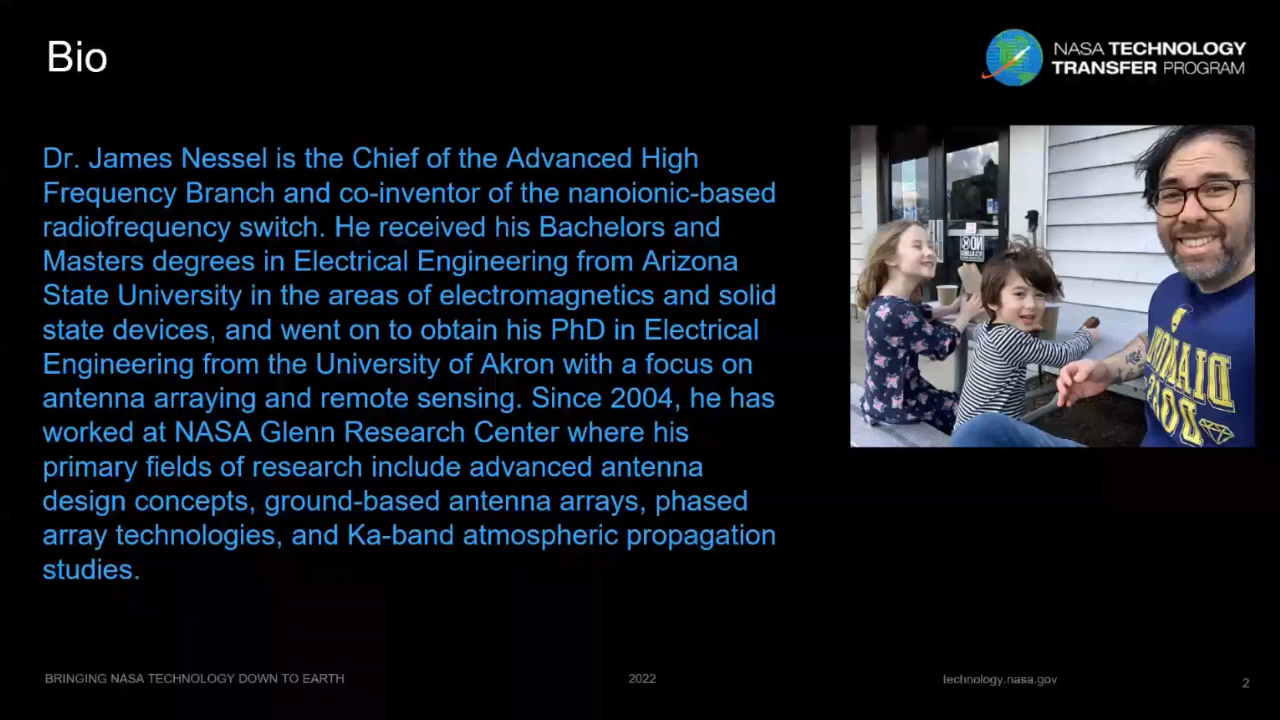 Bio
NASA TECHNOLOGY
TRANSFER PROGRAM
Dr. James Nessel is the Chief of the Advanced High
Frequency Branch and co-inventor of the nanoionic-based
radiofrequency switch. He received his Bachelors and
Masters degrees in Electrical Engineering from Arizona
State University in the areas of electromagnetics and solid
state devices, and went on to obtain his PhD in Electrical
Engineering from the University of Akron with a focus on
antenna arraying and remote sensing. Since 2004, he has
worked at NASA Glenn Research Center where his
primary fields of research include advanced antenna
design concepts, ground-based antenna arrays, phased
array technologies, and Ka-band atmospheric propagation
studies.
DIAMOND
DOGS
BRINGING NASA TECHNOLOGY DOWN TO EARTH
2022
technology.nasa.gov
2